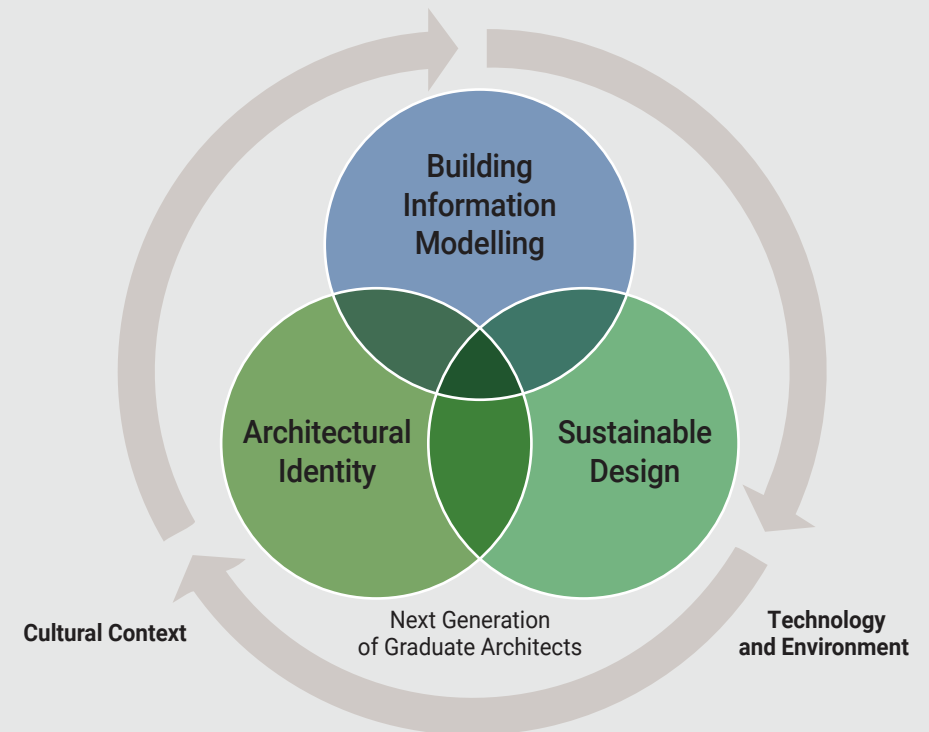 Building
Information
Modelling
Architectural
Identity
Sustainable
Design
Cultural Context
Next Generation
of Graduate Architects
Technology
and Environment